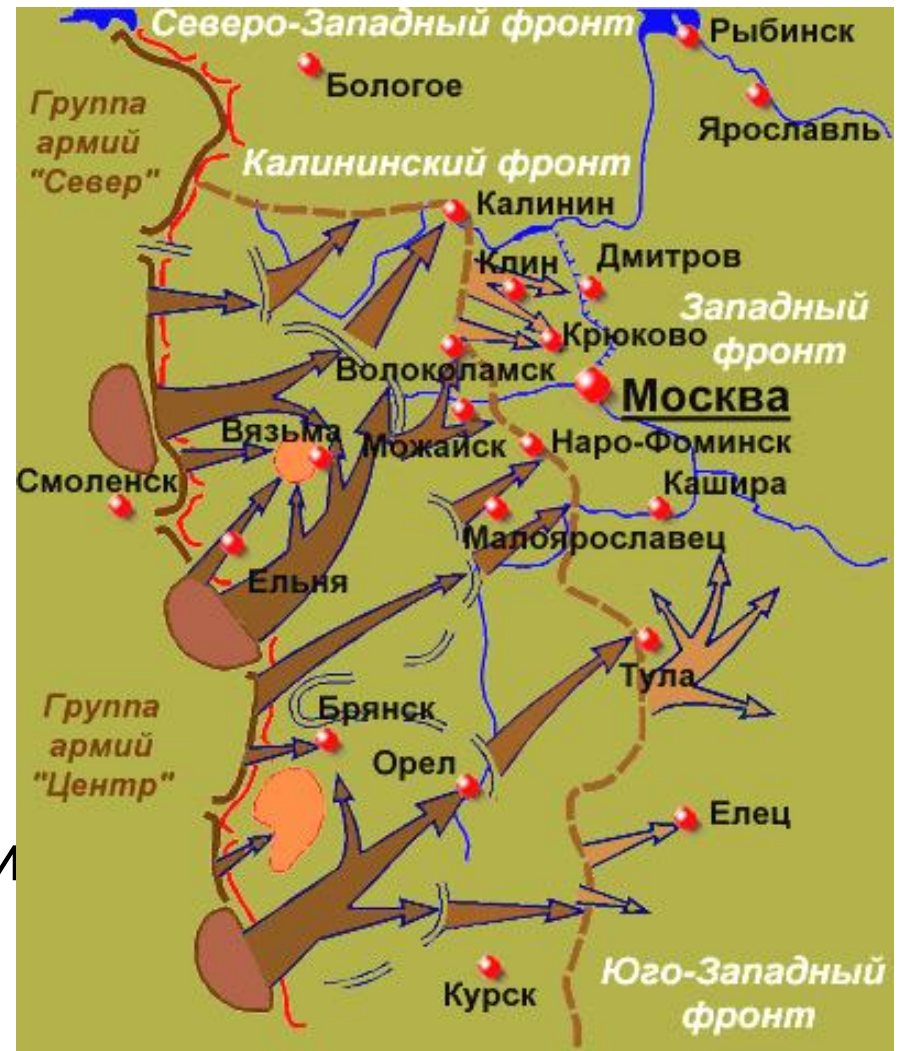 Северо-Западный фронт
Рыбинск
Бологое
Группа
армий
"Север"
Ярославль
Калининский фронт
Калинин
Клин
Дмитров
Западный
фронт
Крюково
Волоколамск
Москва
Вязьма
Можайск
Наро-Фоминск
Смоленск
Кашира
Малоярославец
Ельня
Тула
Группа
армий
"Центр"
Брянск
Орел
Елец
и
Юго-Западный
фронт
Курск